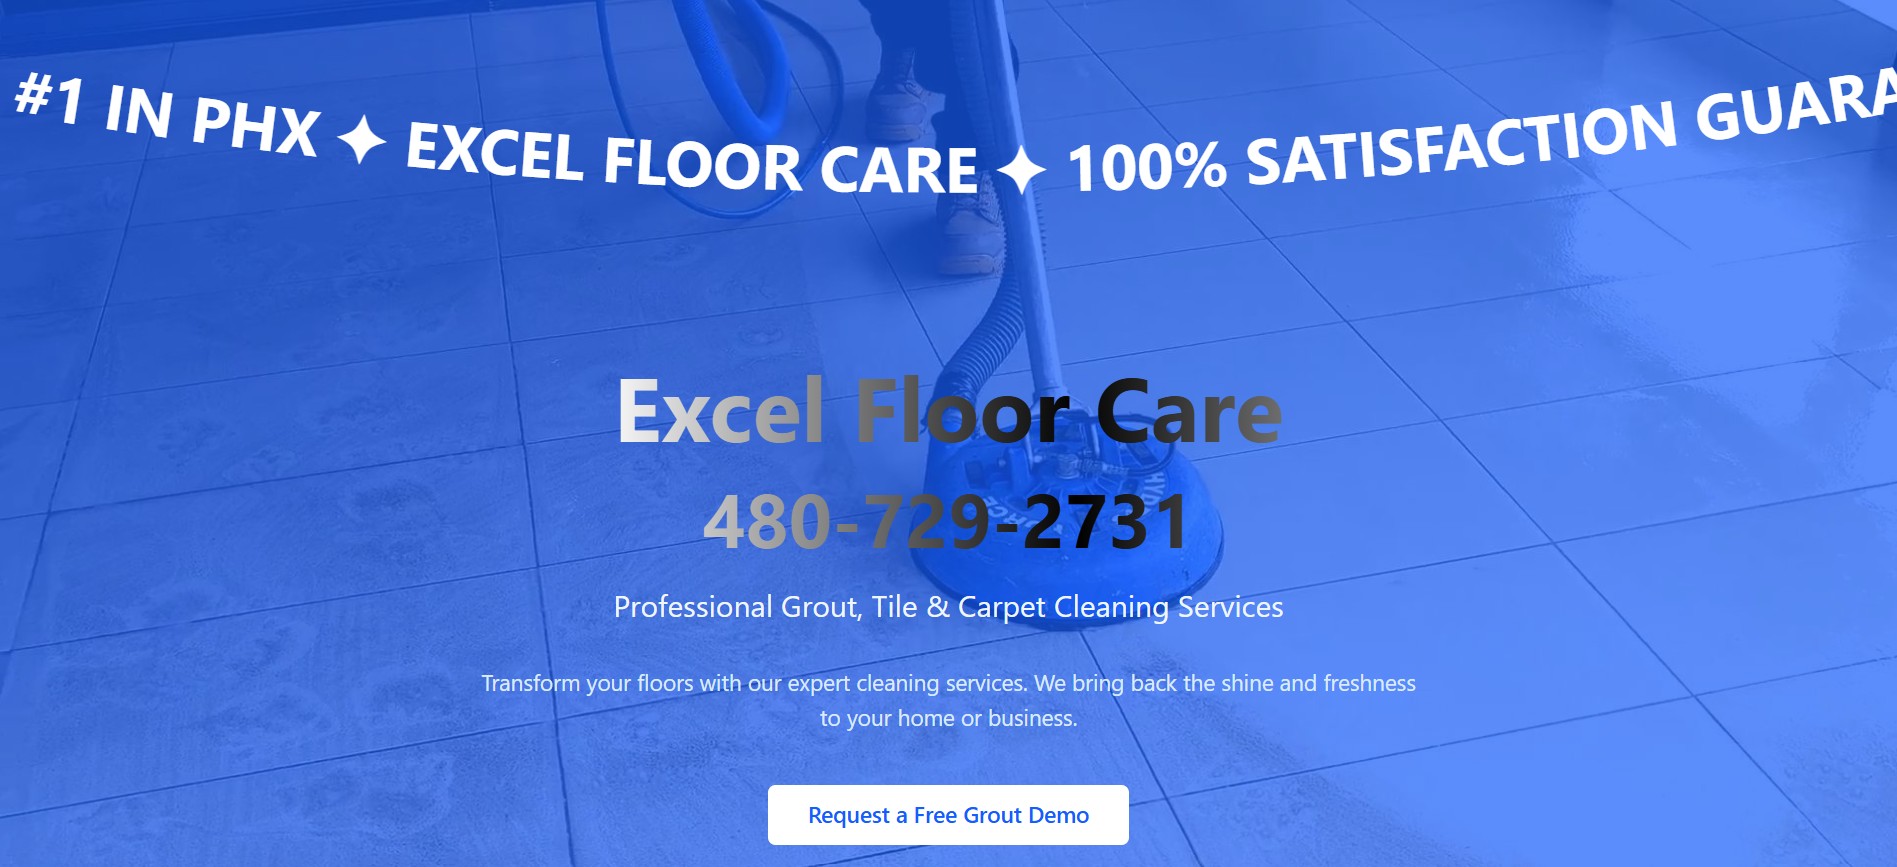 #1 IN PHX ✦ EXCEL FLOOR CARE ✦ 100% SATISFACTION GUARA
Excel Floor Care
480-729-2731
Professional Grout, Tile & Carpet Cleaning Services
Transform your floors with our expert cleaning services. We bring back the shine and freshness
to your home or business.
Request a Free Grout Demo